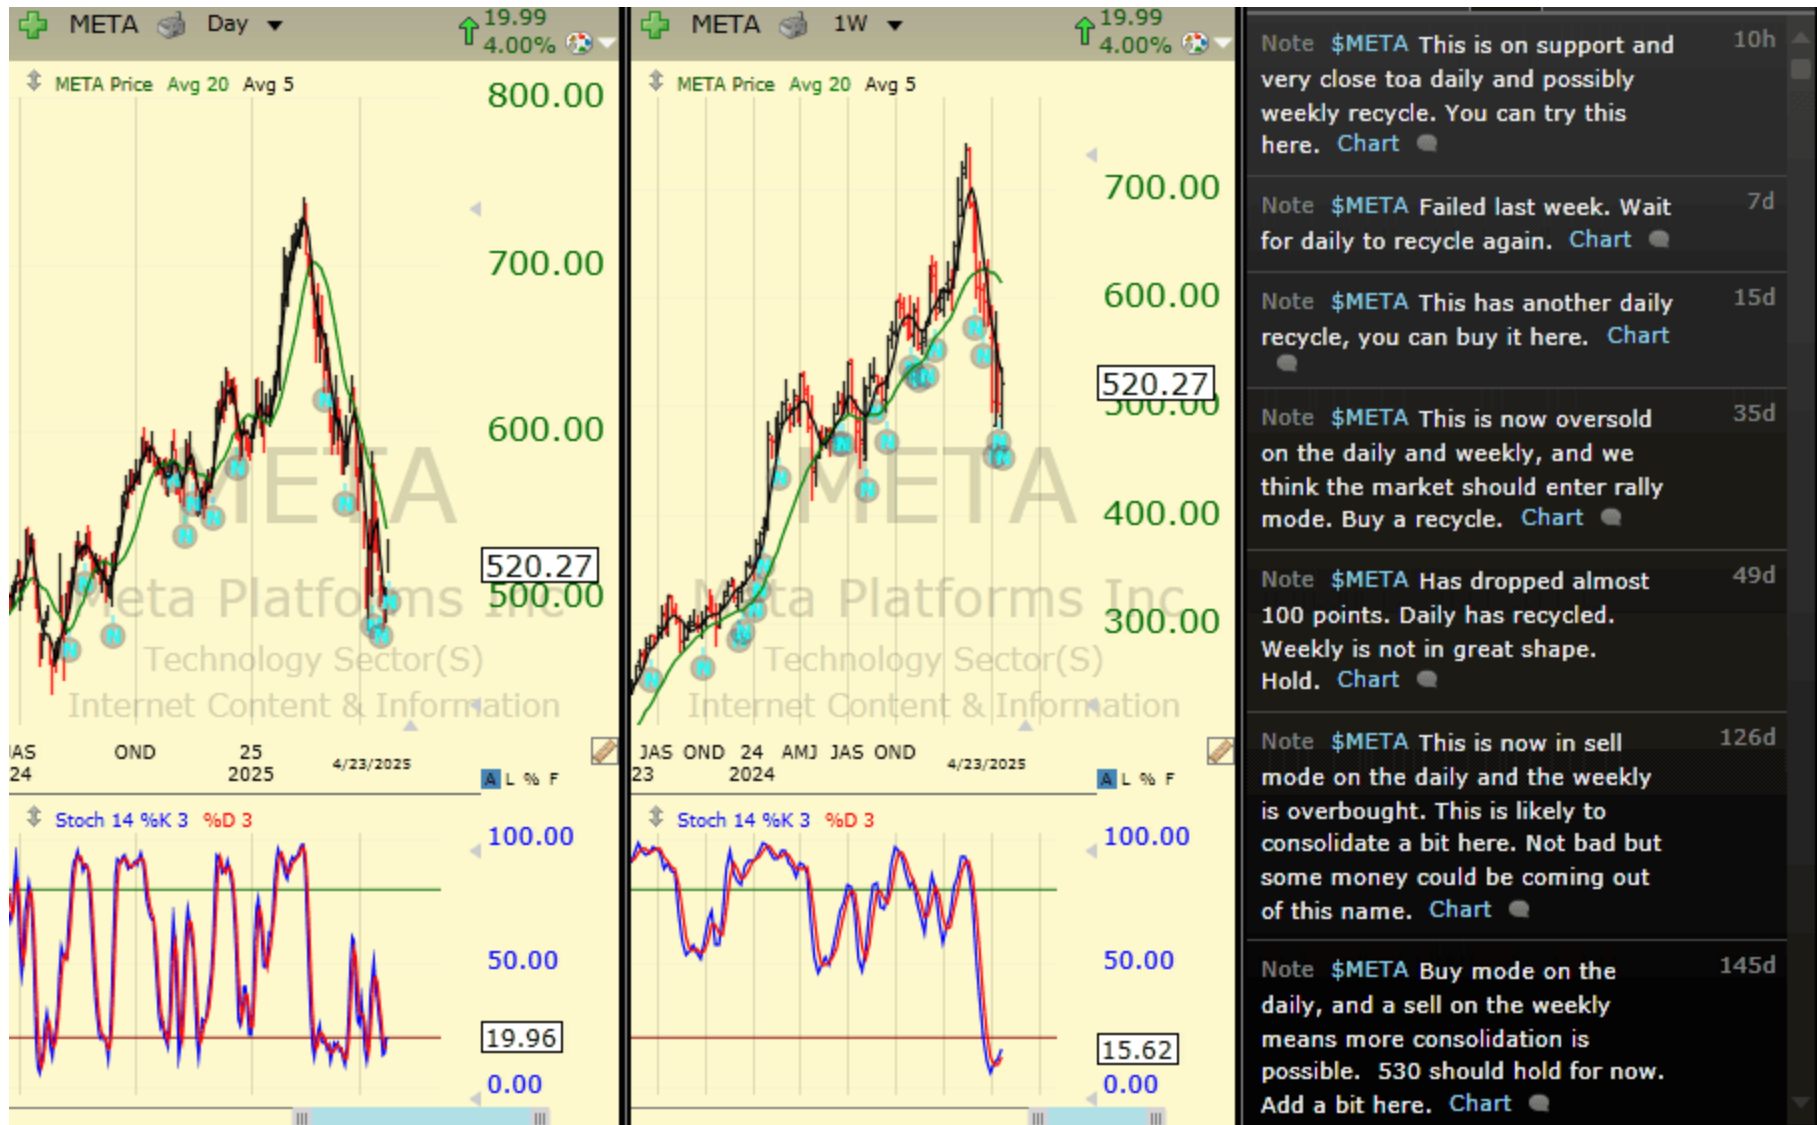 META Day
19.99
4.00%
META Price Avg 20 Avg 5
800.00
700.00
600.00
520.27
500.00
META
Meta Platforms Inc
Technology Sector(S)
Internet Content & Information
JAS OND 25
24 2025 4/23/2025
A L % F
Stoch 14 %K 3 %D 3
100.00
50.00
19.96
0.00
META 1W
19.99
4.00%
META Price Avg 20 Avg 5
700.00
600.00
520.27
500.00
400.00
300.00
META
Meta Platforms Inc
Technology Sector(S)
Internet Content & Information
JAS OND 24 AMJ JAS OND
23 2024 4/23/2025
A L % F
Stoch 14 %K 3 %D 3
100.00
50.00
15.62
0.00
Note $META This is on support and 10h
very close toa daily and possibly
weekly recycle. You can try this
here. Chart
Note $META Failed last week. Wait 7d
for daily to recycle again. Chart
Note $META This has another daily 15d
recycle, you can buy it here. Chart
Note $META This is now oversold 35d
on the daily and weekly, and we
think the market should enter rally
mode. Buy a recycle. Chart
Note $META Has dropped almost 49d
100 points. Daily has recycled.
Weekly is not in great shape.
Hold. Chart
Note $META This is now in sell 126d
mode on the daily and the weekly
is overbought. This is likely to
consolidate a bit here. Not bad but
some money could be coming out
of this name. Chart
Note $META Buy mode on the 145d
daily, and a sell on the weekly
means more consolidation is
possible. 530 should hold for now.
Add a bit here. Chart